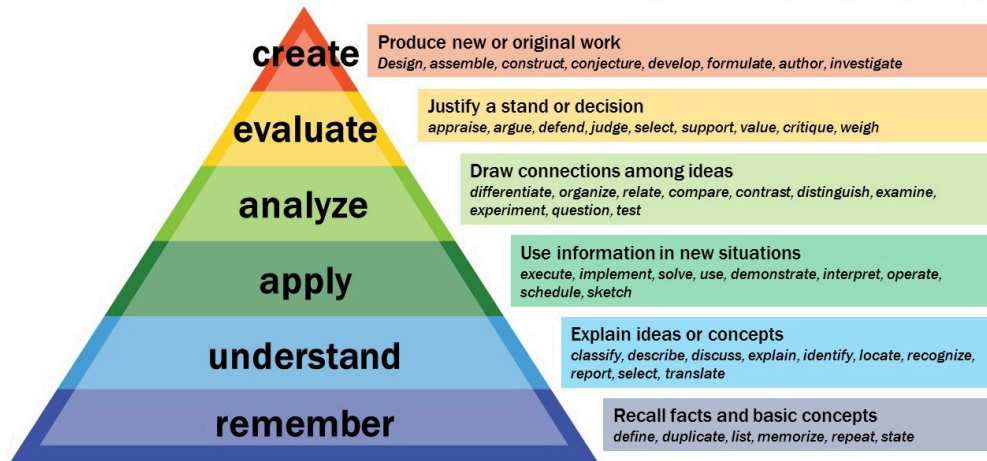 create
Produce new or original work
Design, assemble, construct, conjecture, develop, formulate, author, investigate
evaluate
Justify a stand or decision
appraise, argue, defend, judge, select, support, value, critique, weigh
analyze
Draw connections among ideas
differentiate, organize, relate, compare, contrast, distinguish, examine,
experiment, question, test
apply
Use information in new situations
execute, implement, solve, use, demonstrate, interpret, operate,
schedule, sketch
understand
Explain ideas or concepts
classify, describe, discuss, explain, identify, locate, recognize,
report, select, translate
remember
Recall facts and basic concepts
define, duplicate, list, memorize, repeat, state